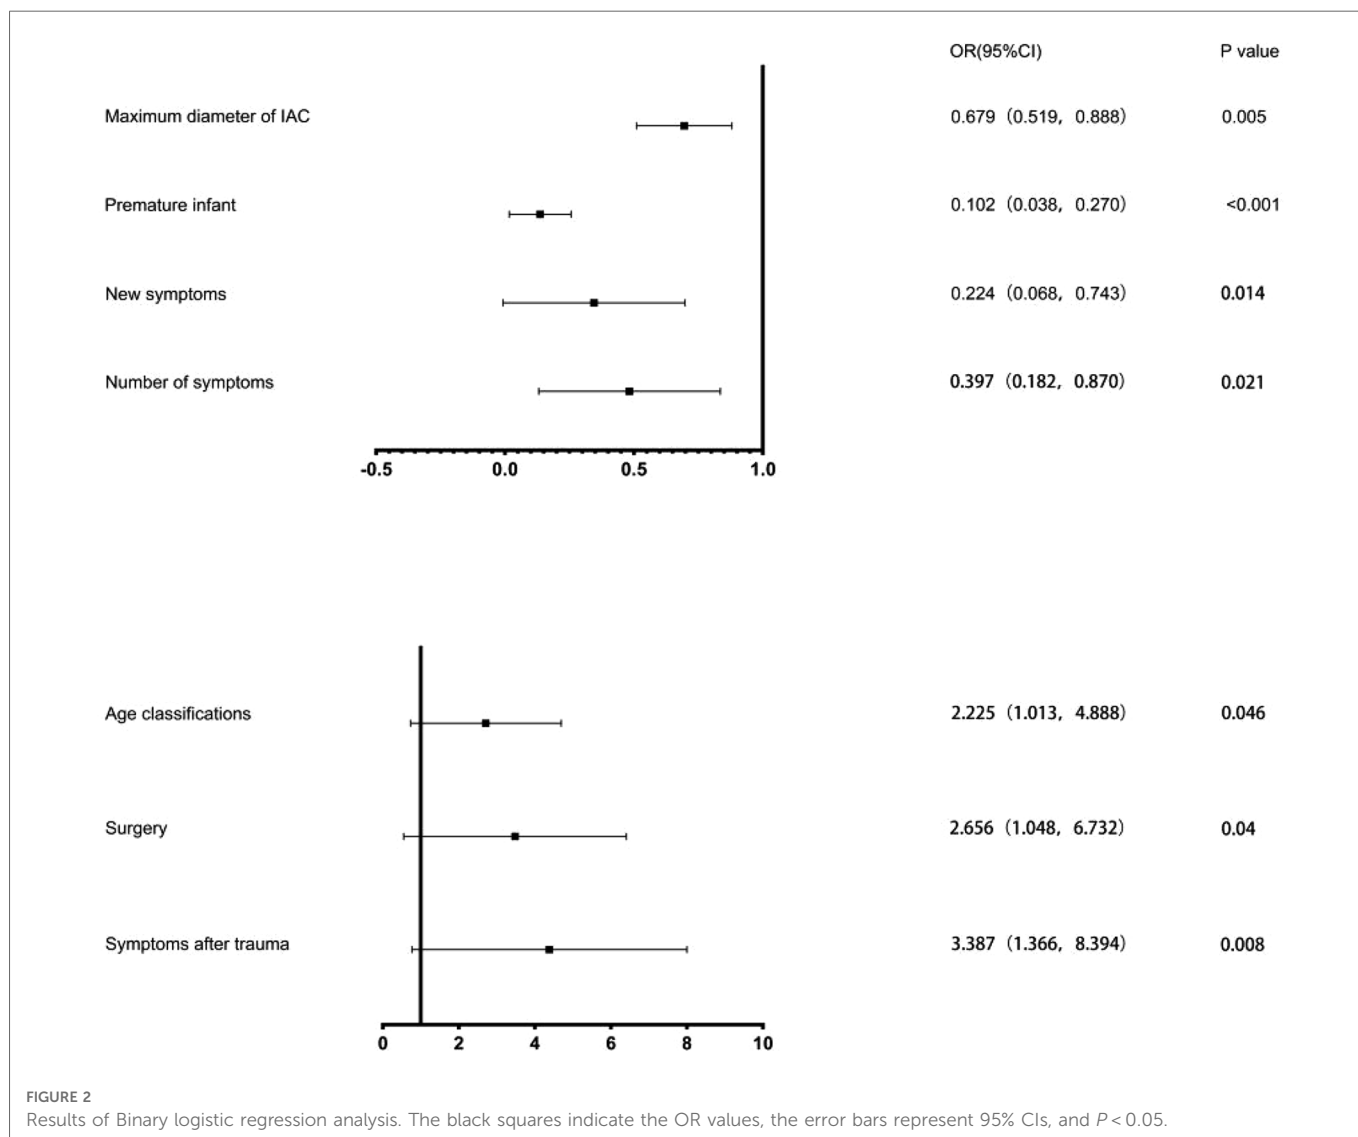 OR(95%CI) P value
Maximum diameter of IAC 0.679 (0.519, 0.888) 0.005
Premature infant 0.102 (0.038, 0.270) <0.001
New symptoms 0.224 (0.068, 0.743) 0.014
Number of symptoms 0.397 (0.182, 0.870) 0.021
-0.5 0.0 0.5 1.0
Age classifications 2.225 (1.013, 4.888) 0.046
Surgery 2.656 (1.048, 6.732) 0.04
Symptoms after trauma 3.387 (1.366, 8.394) 0.008
0 2 4 6 8 10
FIGURE 2
Results of Binary logistic regression analysis. The black squares indicate the OR values, the error bars represent 95% CIs, and P < 0.05.